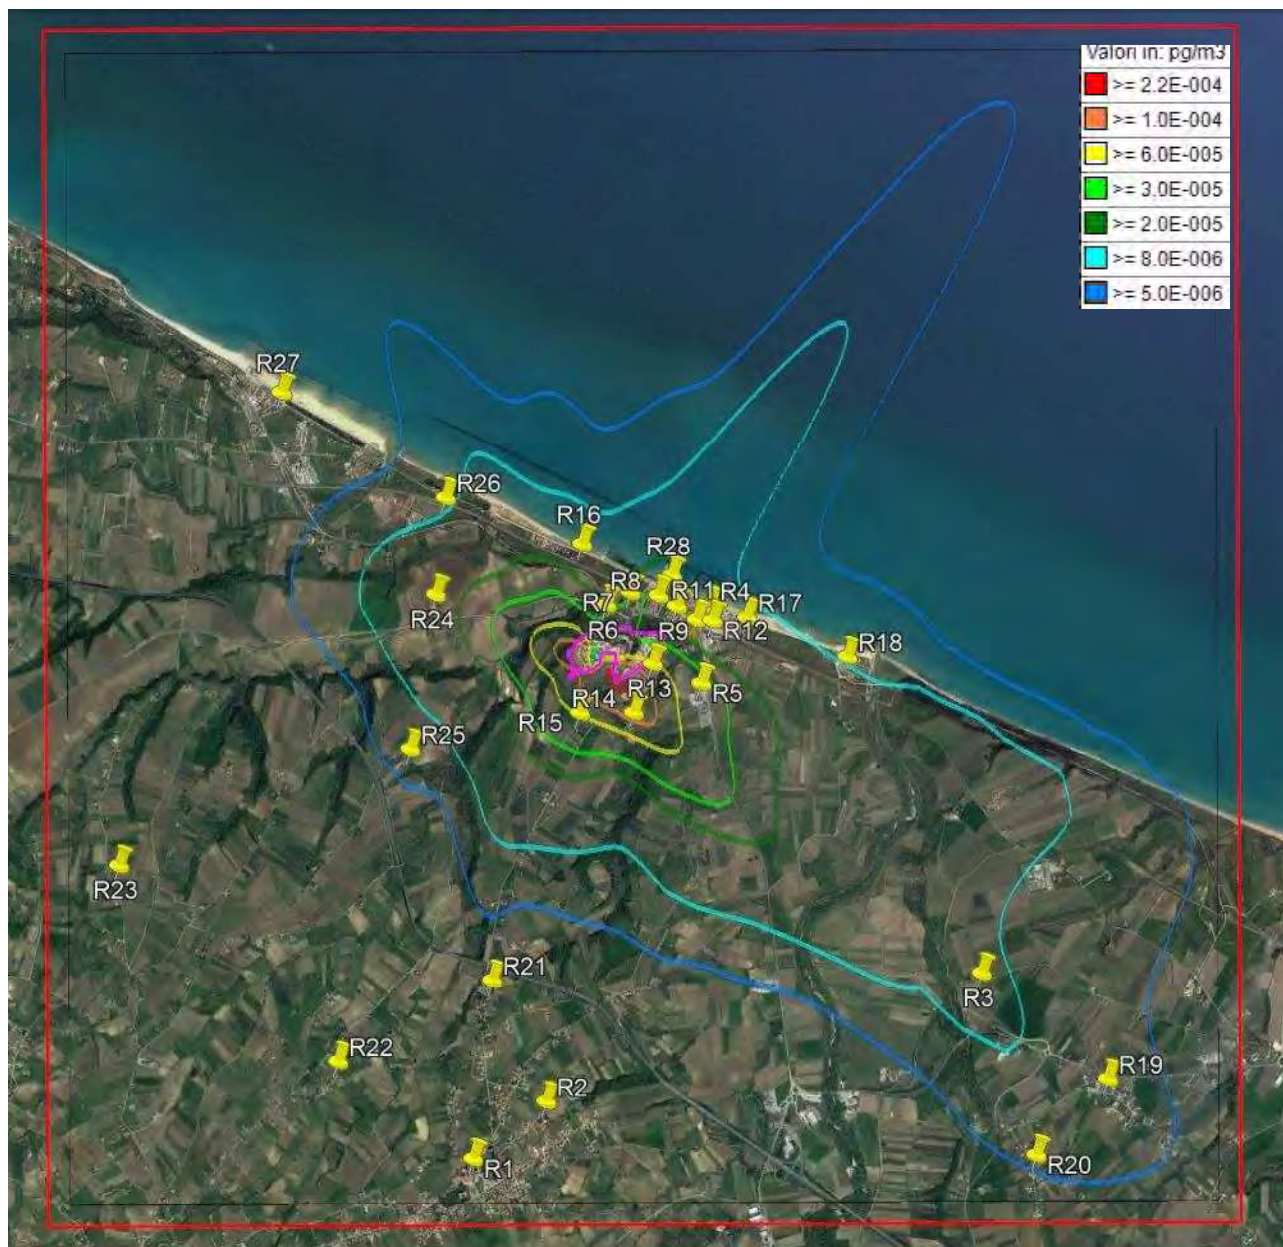 Valori in: pg/m3
>= 2.2E-004
>= 1.0E-004
>= 6.0E-005
>= 3.0E-005
>= 2.0E-005
>= 8.0E-006
>= 5.0E-006
R27
R26
R16
R28
R8
R11
R4
R7
R17
R24
R6
R9
R12
R18
R13
R5
R14
R15
R25
R23
R21
R3
R22
R2
R19
R1
R20